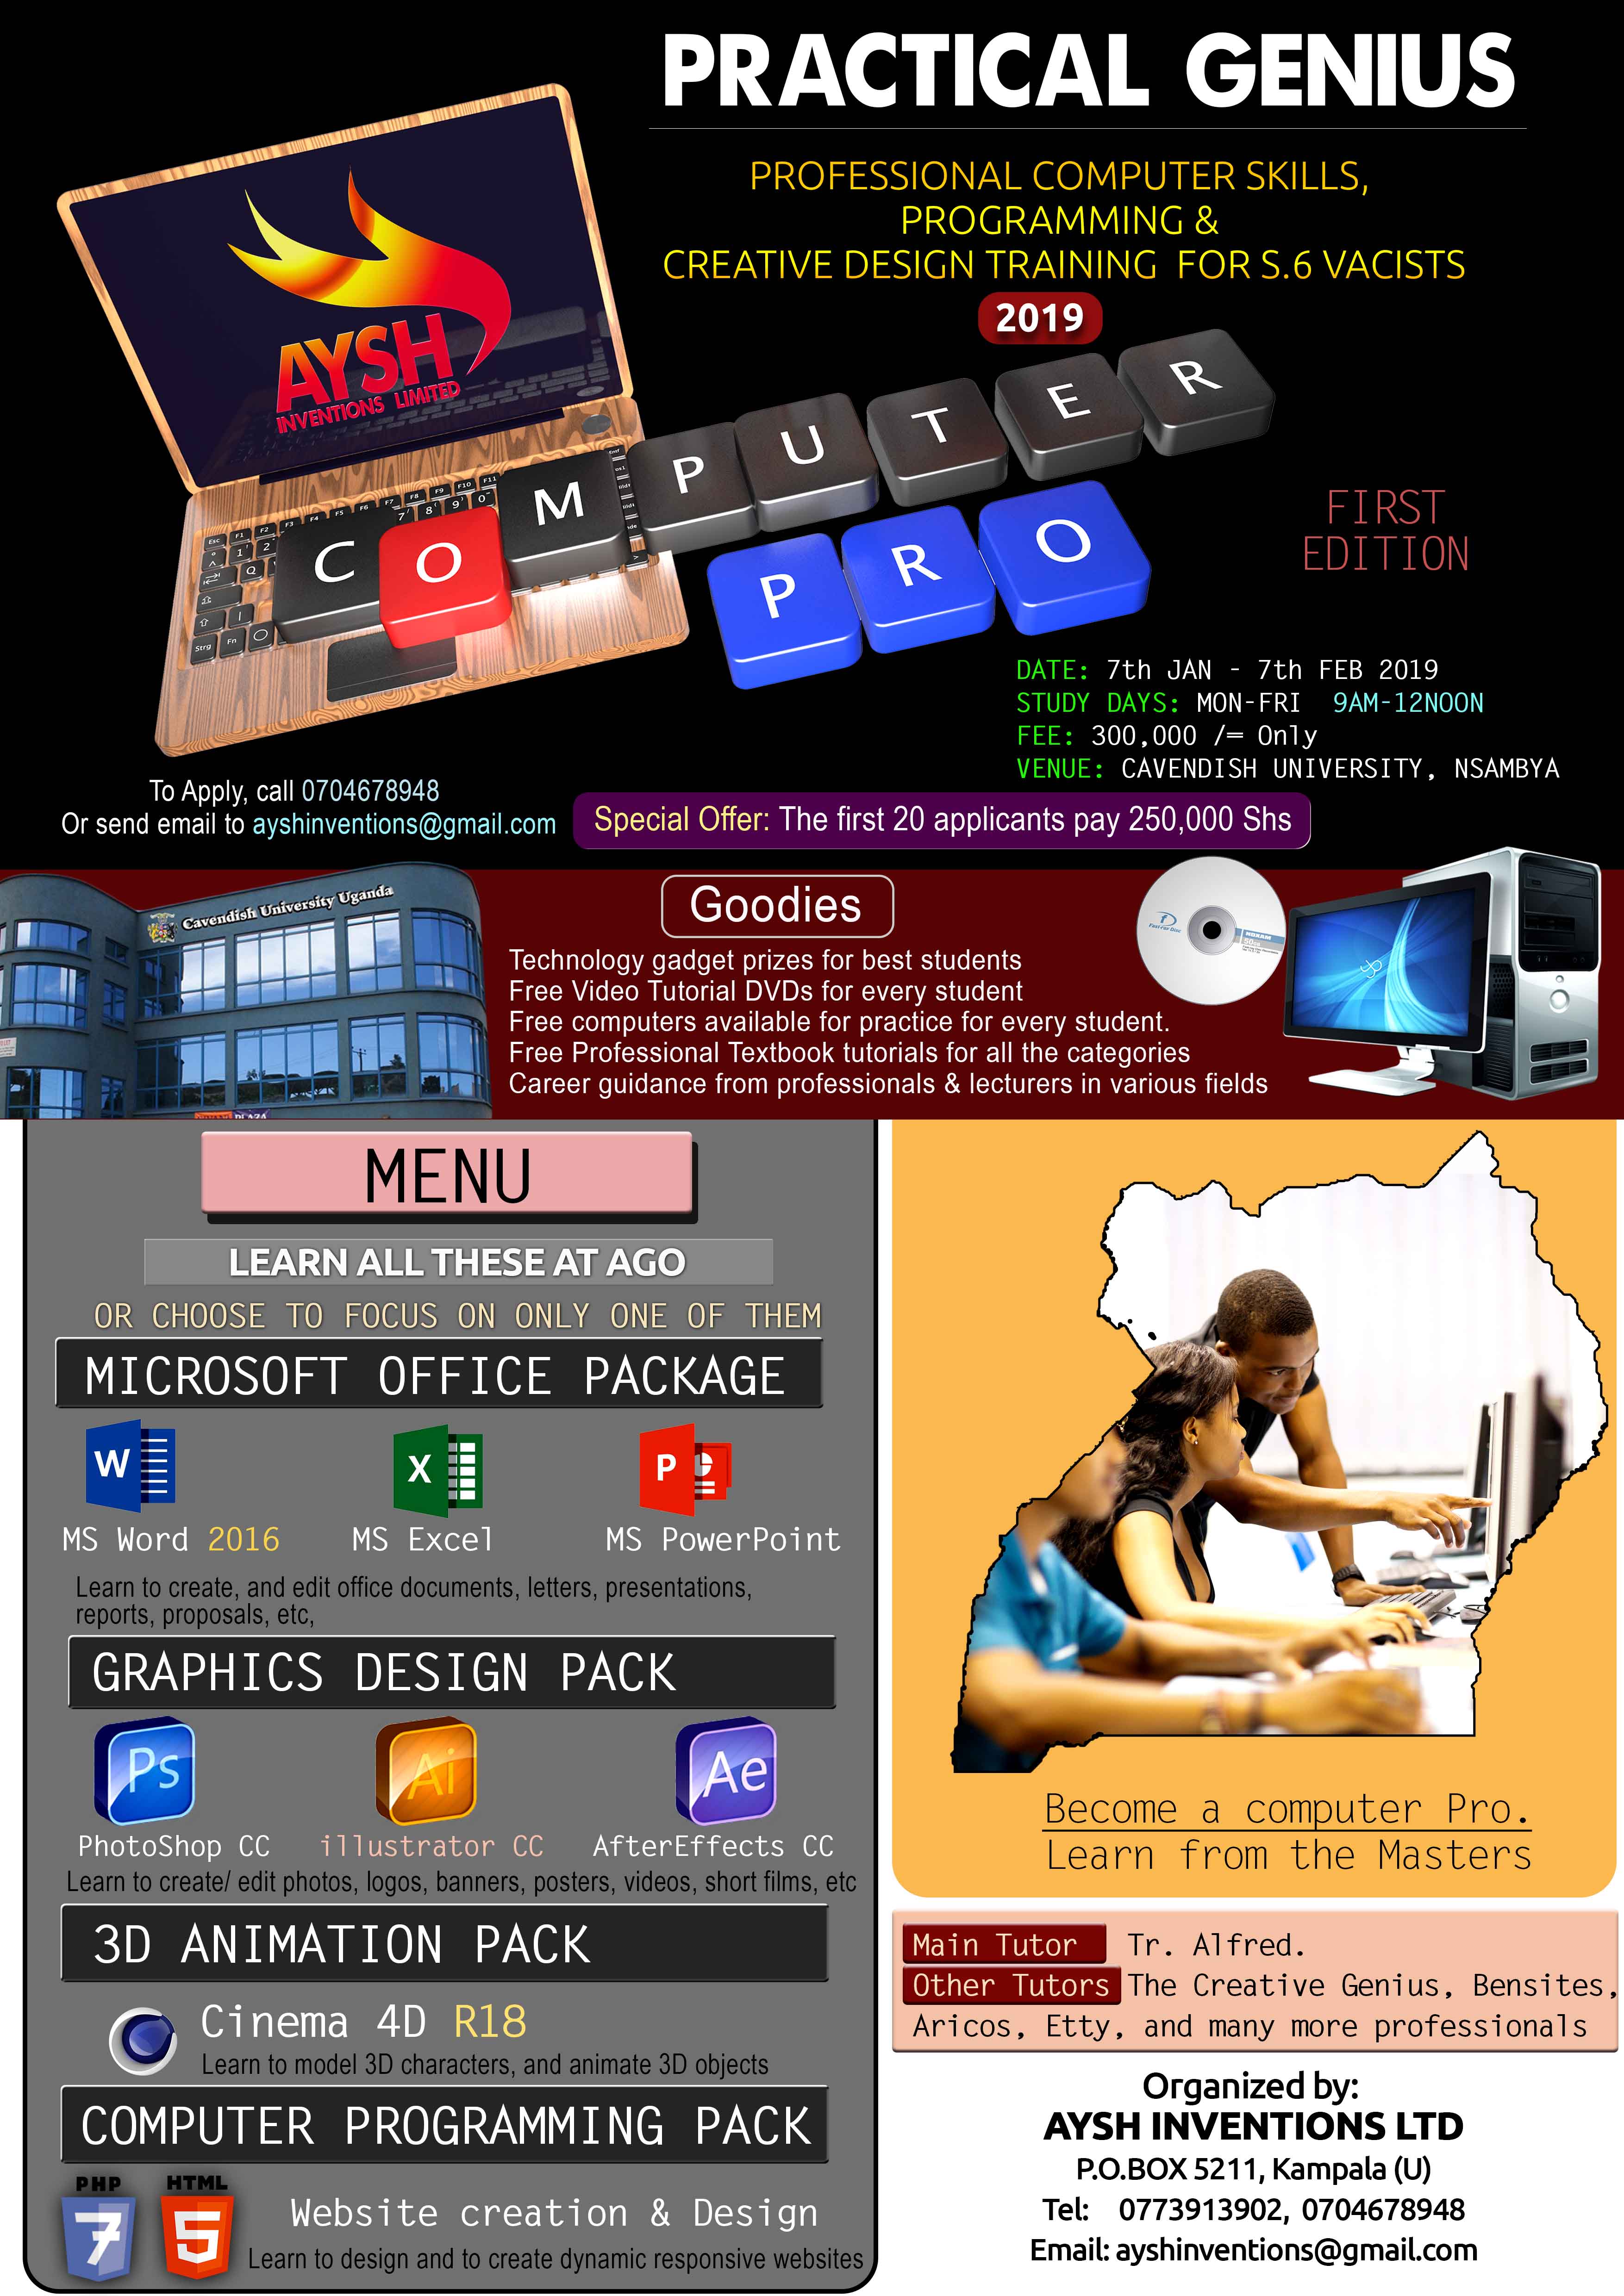 PRACTICAL GENIUS
PROFESSIONAL COMPUTER SKILLS,
PROGRAMMING &
CREATIVE DESIGN TRAINING FOR S.6 VACISTS
2019
AYSH
INVENTIONS LIMITED
COMPUTER
PRO
FIRST
EDITION
DATE: 7th JAN - 7th FEB 2019
STUDY DAYS: MON-FRI 9AM-12NOON
FEE: 300,000 /= Only
VENUE: CAVENDISH UNIVERSITY, NSAMBYA
To Apply, call 0704678948
Or send email to ayshinventions@gmail.com
Special Offer: The first 20 applicants pay 250,000 Shs
Cavendish University Uganda
Goodies
Technology gadget prizes for best students
Free Video Tutorial DVDs for every student
Free computers available for practice for every student.
Free Professional Textbook tutorials for all the categories
Career guidance from professionals & lecturers in various fields
MENU
LEARN ALL THESE AT AGO
OR CHOOSE TO FOCUS ON ONLY ONE OF THEM
MICROSOFT OFFICE PACKAGE
W X P
MS Word 2016 MS Excel MS PowerPoint
Learn to create, and edit office documents, letters, presentations,
reports, proposals, etc,
GRAPHICS DESIGN PACK
Ps Ai Ae
PhotoShop CC illustrator CC AfterEffects CC
Learn to create/ edit photos, logos, banners, posters, videos, short films, etc
3D ANIMATION PACK
Cinema 4D R18
Learn to model 3D characters, and animate 3D objects
COMPUTER PROGRAMMING PACK
PHP HTML
7 5
Website creation & Design
Learn to design and to create dynamic responsive websites
Become a computer Pro.
Learn from the Masters
Main Tutor Tr. Alfred.
Other Tutors The Creative Genius, Bensites,
Aricos, Etty, and many more professionals
Organized by:
AYSH INVENTIONS LTD
P.O.BOX 5211, Kampala (U)
Tel: 0773913902, 0704678948
Email: ayshinventions@gmail.com